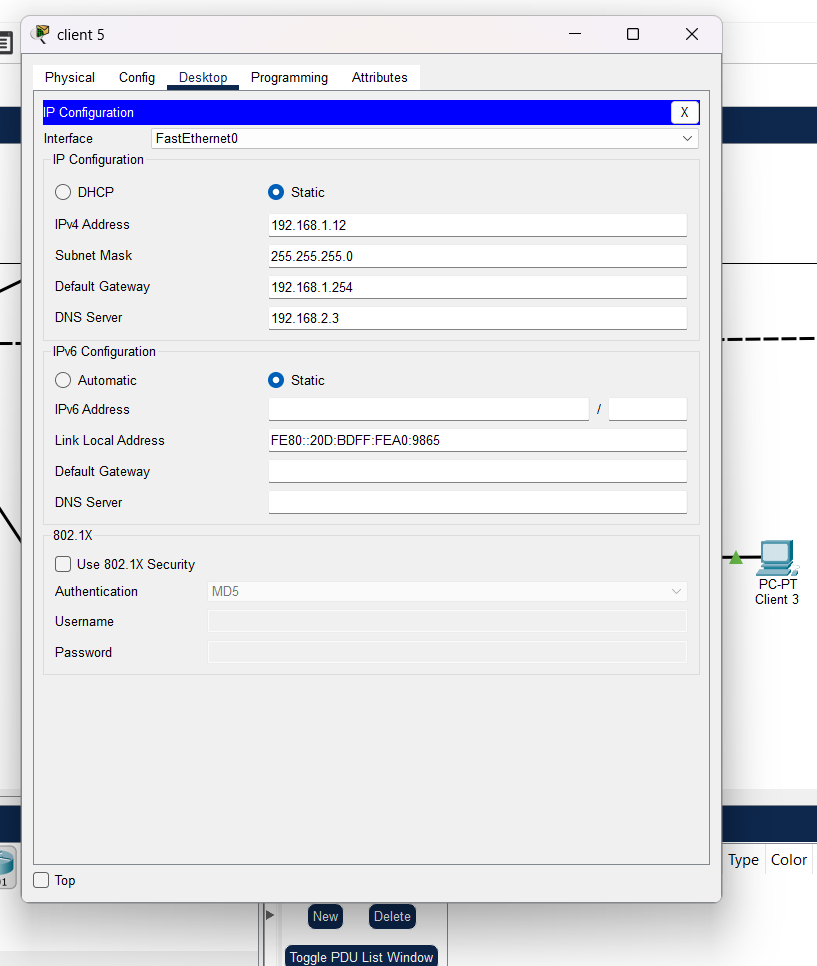 client 5
Physical Config Desktop Programming Attributes
IP Configuration X
Interface FastEthernet0
IP Configuration
DHCP Static
IPv4 Address 192.168.1.12
Subnet Mask 255.255.255.0
Default Gateway 192.168.1.254
DNS Server 192.168.2.3
IPv6 Configuration
Automatic Static
IPv6 Address /
Link Local Address FE80::20D:BDFF:FEA0:9865
Default Gateway
DNS Server
802.1X
Use 802.1X Security
Authentication MD5
Username
Password
Top
PC-PT
Client 3
Type Color
New Delete
Toggle PDU List Window